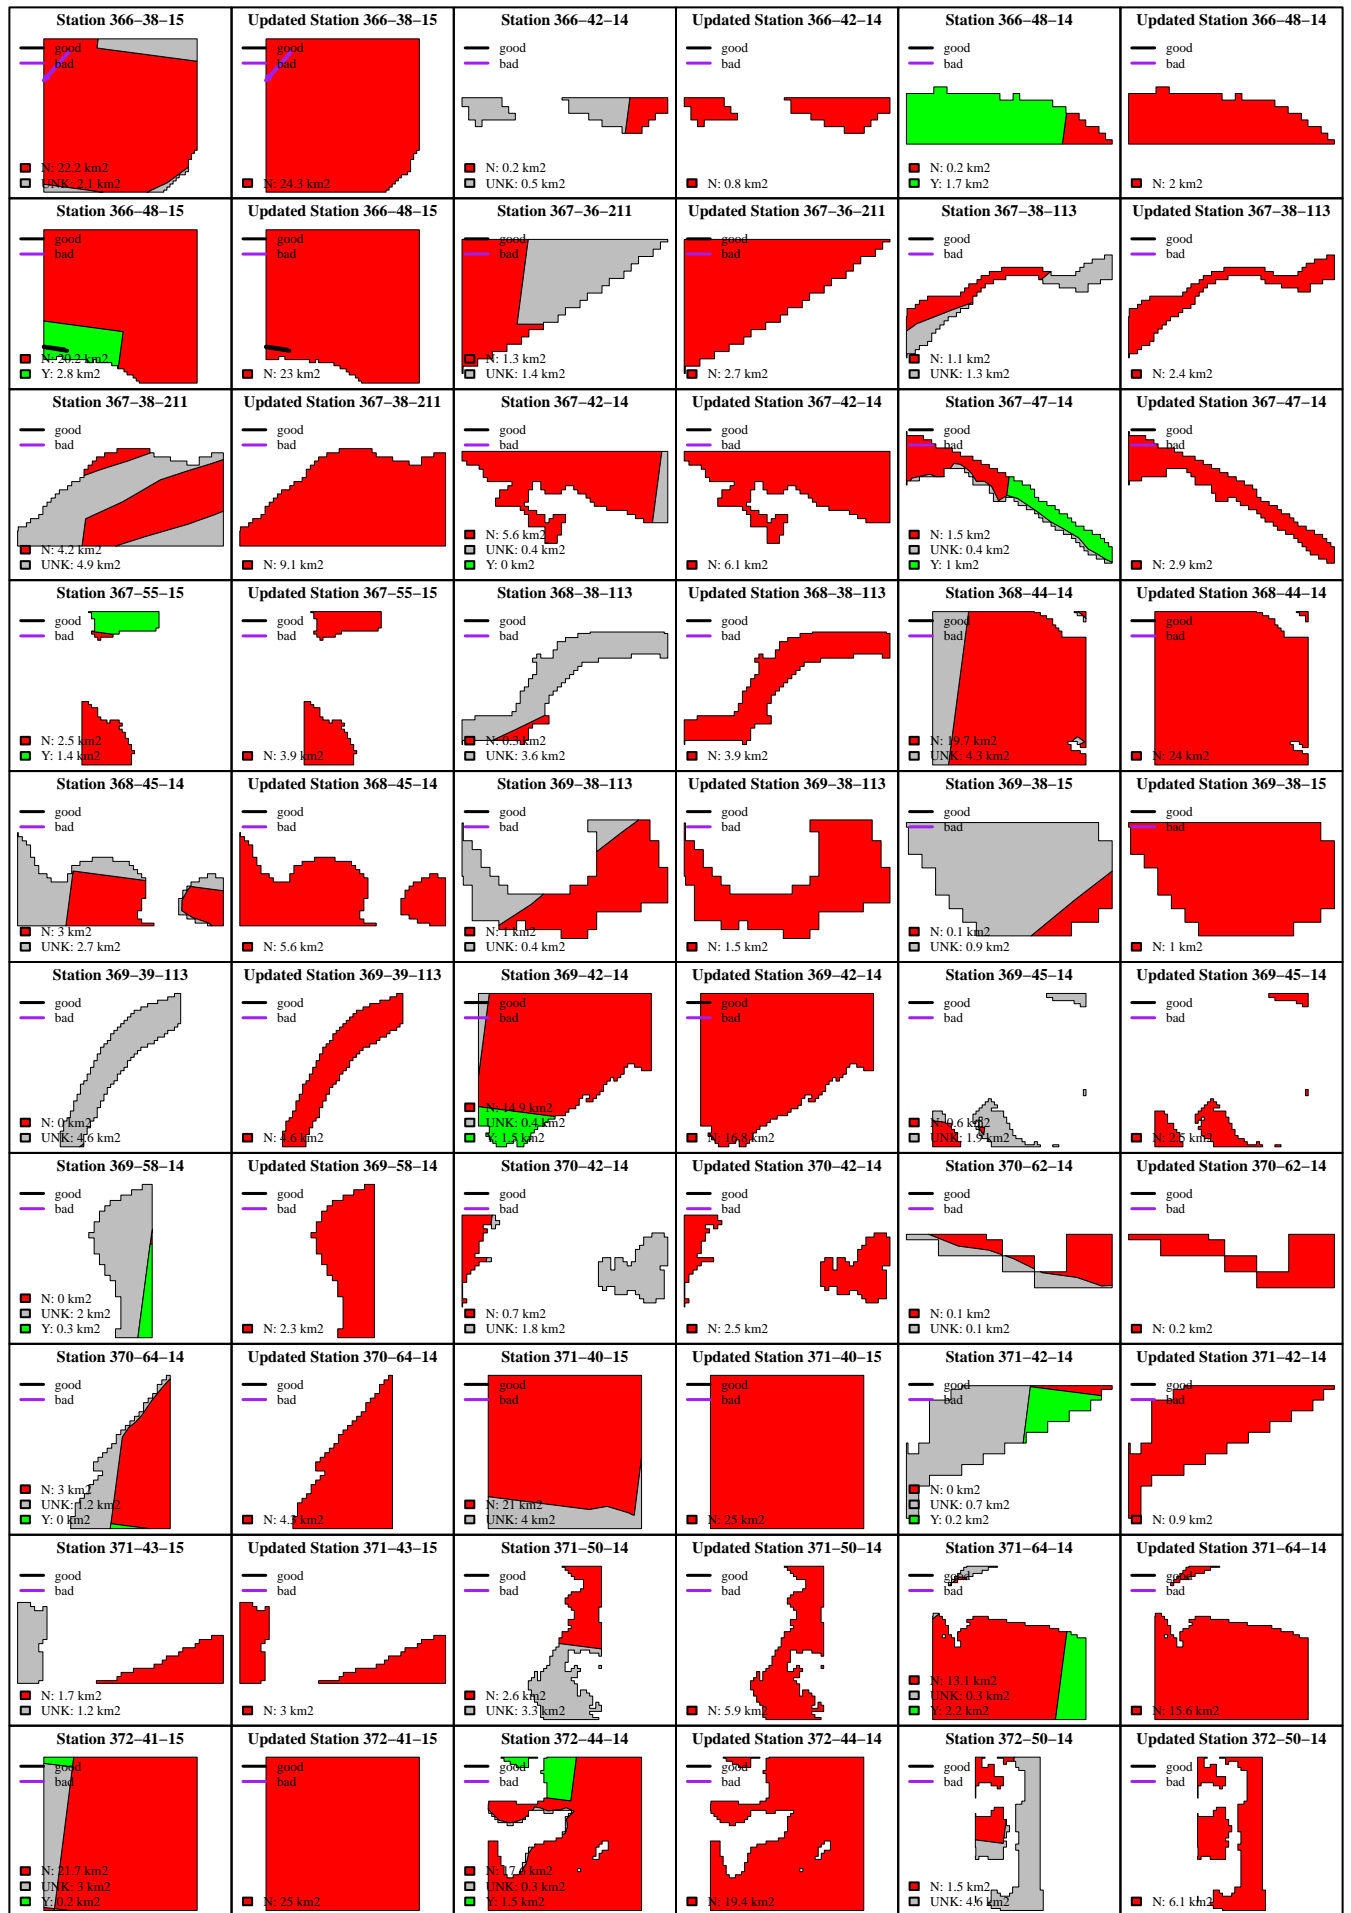 Station 366–38–15
good
bad
N: 22.2 km2
UNK: 2.1 km2
Updated Station 366–38–15
good
bad
N: 24.3 km2
Station 366–42–14
good
bad
N: 0.2 km2
UNK: 0.5 km2
Updated Station 366–42–14
good
bad
N: 0.8 km2
Station 366–48–14
good
bad
N: 0.2 km2
Y: 1.7 km2
Updated Station 366–48–14
good
bad
N: 2 km2
Station 366–48–15
good
bad
N: 20.2 km2
Y: 2.8 km2
Updated Station 366–48–15
good
bad
N: 23 km2
Station 367–36–211
good
bad
N: 1.3 km2
UNK: 1.4 km2
Updated Station 367–36–211
good
bad
N: 2.7 km2
Station 367–38–113
good
bad
N: 1.1 km2
UNK: 1.3 km2
Updated Station 367–38–113
good
bad
N: 2.4 km2
Station 367–38–211
good
bad
N: 4.2 km2
UNK: 4.9 km2
Updated Station 367–38–211
good
bad
N: 9.1 km2
Station 367–42–14
good
bad
N: 5.6 km2
UNK: 0.4 km2
Y: 0 km2
Updated Station 367–42–14
good
bad
N: 6.1 km2
Station 367–47–14
good
bad
N: 1.5 km2
UNK: 0.4 km2
Y: 1 km2
Updated Station 367–47–14
good
bad
N: 2.9 km2
Station 367–55–15
good
bad
N: 2.5 km2
Y: 1.4 km2
Updated Station 367–55–15
good
bad
N: 3.9 km2
Station 368–38–113
good
bad
N: 0.3 km2
UNK: 3.6 km2
Updated Station 368–38–113
good
bad
N: 3.9 km2
Station 368–44–14
good
bad
N: 19.7 km2
UNK: 4.3 km2
Updated Station 368–44–14
good
bad
N: 24 km2
Station 368–45–14
good
bad
N: 3 km2
UNK: 2.7 km2
Updated Station 368–45–14
good
bad
N: 5.6 km2
Station 369–38–113
good
bad
N: 1 km2
UNK: 0.4 km2
Updated Station 369–38–113
good
bad
N: 1.5 km2
Station 369–38–15
good
bad
N: 0.1 km2
UNK: 0.9 km2
Updated Station 369–38–15
good
bad
N: 1 km2
Station 369–39–113
good
bad
N: 0 km2
UNK: 4.6 km2
Updated Station 369–39–113
good
bad
N: 4.6 km2
Station 369–42–14
good
bad
N: 14.9 km2
UNK: 0.4 km2
Y: 1.5 km2
Updated Station 369–42–14
good
bad
N: 16.8 km2
Station 369–45–14
good
bad
N: 0.6 km2
UNK: 1.9 km2
Updated Station 369–45–14
good
bad
N: 2.5 km2
Station 369–58–14
good
bad
N: 0 km2
UNK: 2 km2
Y: 0.3 km2
Updated Station 369–58–14
good
bad
N: 2.3 km2
Station 370–42–14
good
bad
N: 0.7 km2
UNK: 1.8 km2
Updated Station 370–42–14
good
bad
N: 2.5 km2
Station 370–62–14
good
bad
N: 0.1 km2
UNK: 0.1 km2
Updated Station 370–62–14
good
bad
N: 0.2 km2
Station 370–64–14
good
bad
N: 3 km2
UNK: 1.2 km2
Y: 0 km2
Updated Station 370–64–14
good
bad
N: 4.3 km2
Station 371–40–15
good
bad
N: 21 km2
UNK: 4 km2
Updated Station 371–40–15
good
bad
N: 25 km2
Station 371–42–14
good
bad
N: 0 km2
UNK: 0.7 km2
Y: 0.2 km2
Updated Station 371–42–14
good
bad
N: 0.9 km2
Station 371–43–15
good
bad
N: 1.7 km2
UNK: 1.2 km2
Updated Station 371–43–15
good
bad
N: 3 km2
Station 371–50–14
good
bad
N: 2.6 km2
UNK: 3.3 km2
Updated Station 371–50–14
good
bad
N: 5.9 km2
Station 371–64–14
good
bad
N: 13.1 km2
UNK: 0.3 km2
Y: 2.2 km2
Updated Station 371–64–14
good
bad
N: 15.6 km2
Station 372–41–15
good
bad
N: 21.7 km2
UNK: 3 km2
Y: 0.2 km2
Updated Station 372–41–15
good
bad
N: 25 km2
Station 372–44–14
good
bad
N: 17.6 km2
UNK: 0.3 km2
Y: 1.5 km2
Updated Station 372–44–14
good
bad
N: 19.4 km2
Station 372–50–14
good
bad
N: 1.5 km2
UNK: 4.6 km2
Updated Station 372–50–14
good
bad
N: 6.1 km2